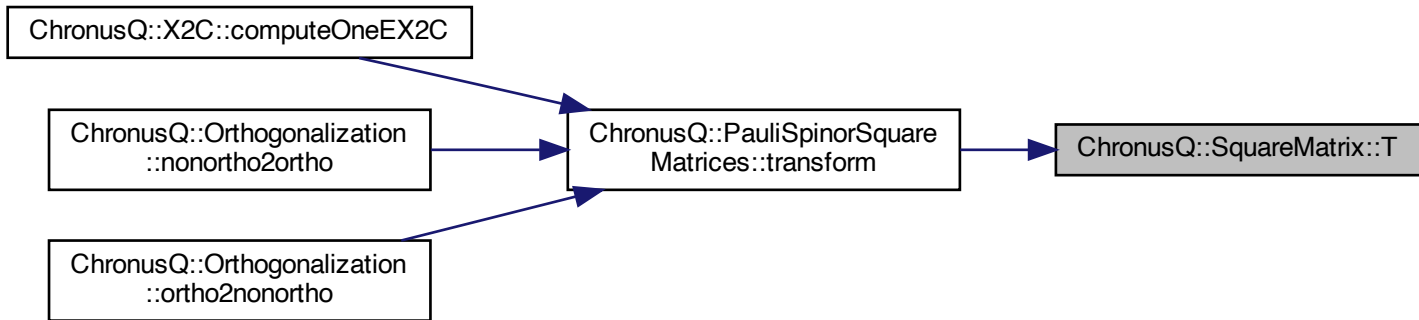 ChronusQ::X2C::computeOneEX2C
ChronusQ::Orthogonalization
::nonortho2ortho
ChronusQ::PauliSpinorSquare
Matrices::transform
ChronusQ::SquareMatrix::T
ChronusQ::Orthogonalization
::ortho2nonortho